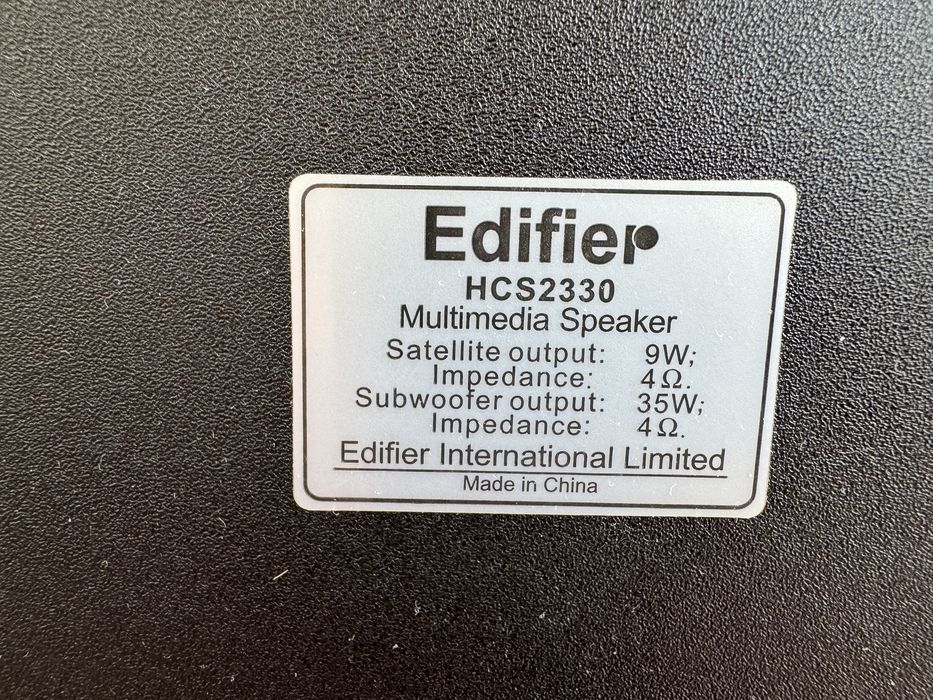 Edifier
HCS2330
Multimedia Speaker
Satellite output: 9W;
Impedance: 4Ω.
Subwoofer output: 35W;
Impedance: 4Ω.
Edifier International Limited
Made in China